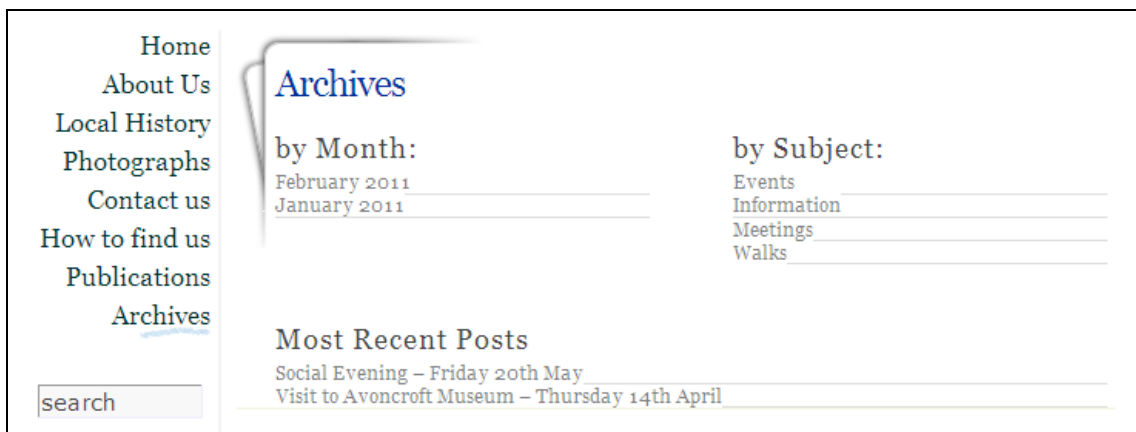 Home
About Us
Local History
Photographs
Contact us
How to find us
Publications
Archives
search
Archives
by Month:
February 2011
January 2011
by Subject:
Events
Information
Meetings
Walks
Most Recent Posts
Social Evening – Friday 20th May
Visit to Avoncroft Museum – Thursday 14th April